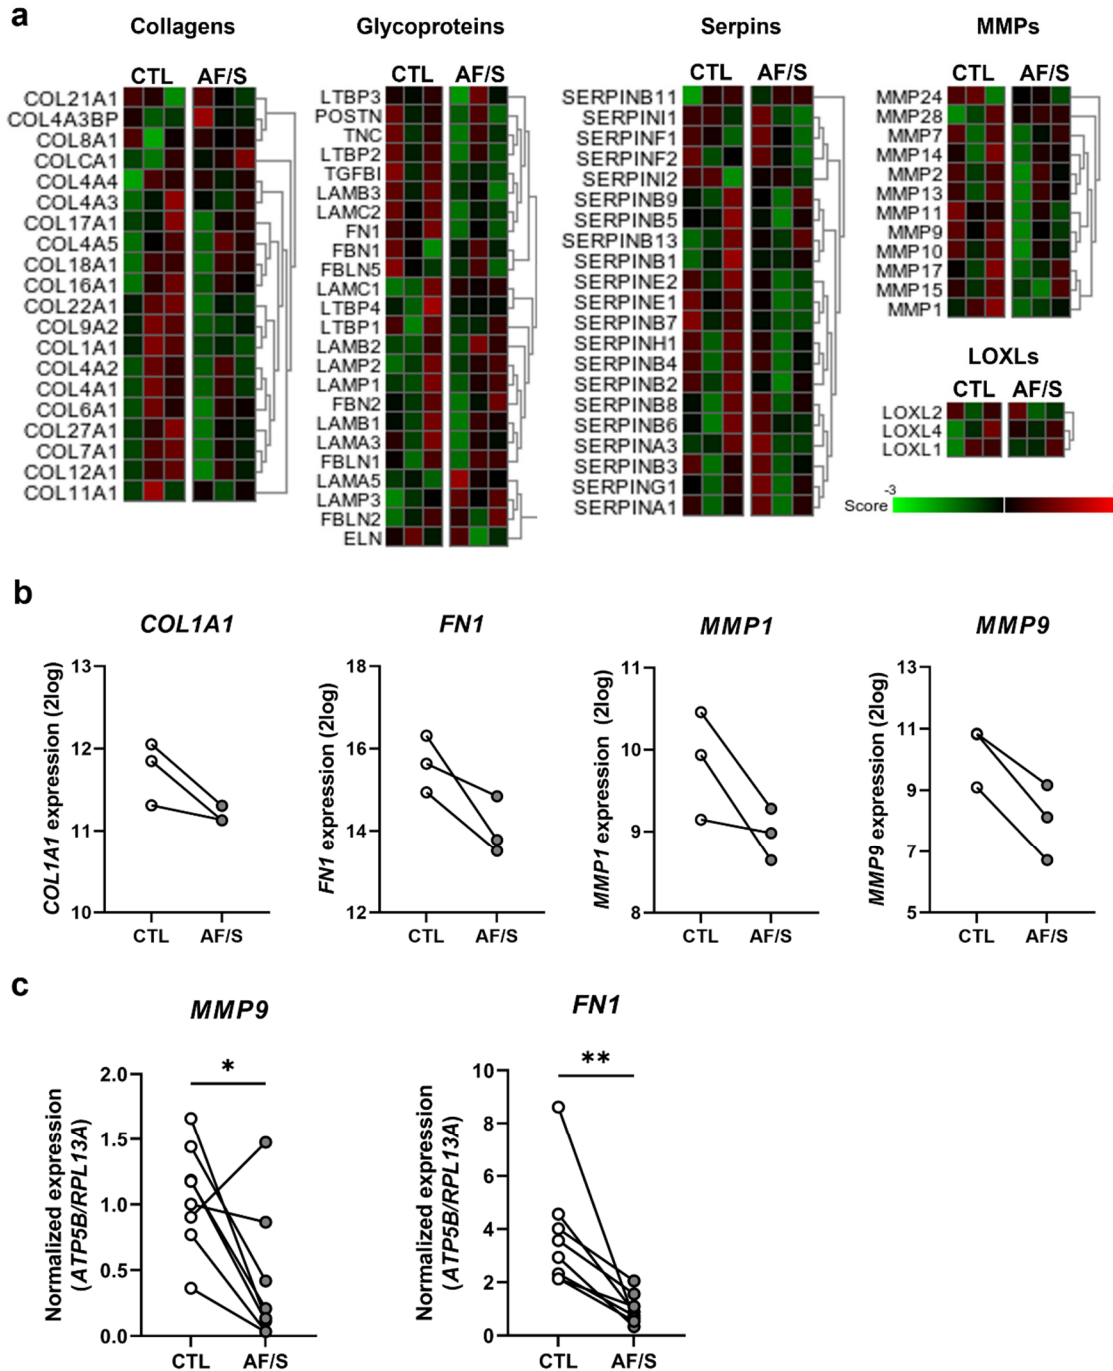 a
Collagens
Glycoproteins
Serpins
MMPs
CTL AF/S
COL21A1
COL4A3BP
COL8A1
COLCA1
COL4A4
COL4A3
COL17A1
COL4A5
COL18A1
COL16A1
COL22A1
COL9A2
COL1A1
COL4A2
COL4A1
COL6A1
COL27A1
COL7A1
COL12A1
COL11A1
CTL AF/S
LTBP3
POSTN
TNC
LTBP2
TGFBI
LAMB3
LAMC2
FN1
FBN1
FBLN5
LAMC1
LTBP4
LTBP1
LAMB2
LAMP2
LAMP1
FBN2
LAMB1
LAMA3
FBLN1
LAMA5
LAMP3
FBLN2
ELN
CTL AF/S
SERPINB11
SERPINI1
SERPINF1
SERPINF2
SERPINI2
SERPINB9
SERPINB5
SERPINB13
SERPINB1
SERPINE2
SERPINE1
SERPINB7
SERPINH1
SERPINB4
SERPINB2
SERPINB8
SERPINB6
SERPINA3
SERPINB3
SERPING1
SERPINA1
CTL AF/S
MMP24
MMP28
MMP7
MMP14
MMP2
MMP13
MMP11
MMP9
MMP10
MMP17
MMP15
MMP1
LOXLs
CTL AF/S
LOXL2
LOXL4
LOXL1
-3
Score
b
COL1A1
COL1A1 expression (2log)
13
12
11
10
CTL AF/S
FN1
FN1 expression (2log)
18
16
14
12
CTL AF/S
MMP1
MMP1 expression (2log)
11
10
9
8
CTL AF/S
MMP9
MMP9 expression (2log)
13
11
9
7
5
CTL AF/S
c
MMP9
*
Normalized expression
(ATP5B/RPL13A)
2.0
1.5
1.0
0.5
0.0
CTL AF/S
FN1
**
Normalized expression
(ATP5B/RPL13A)
10
8
6
4
2
0
CTL AF/S